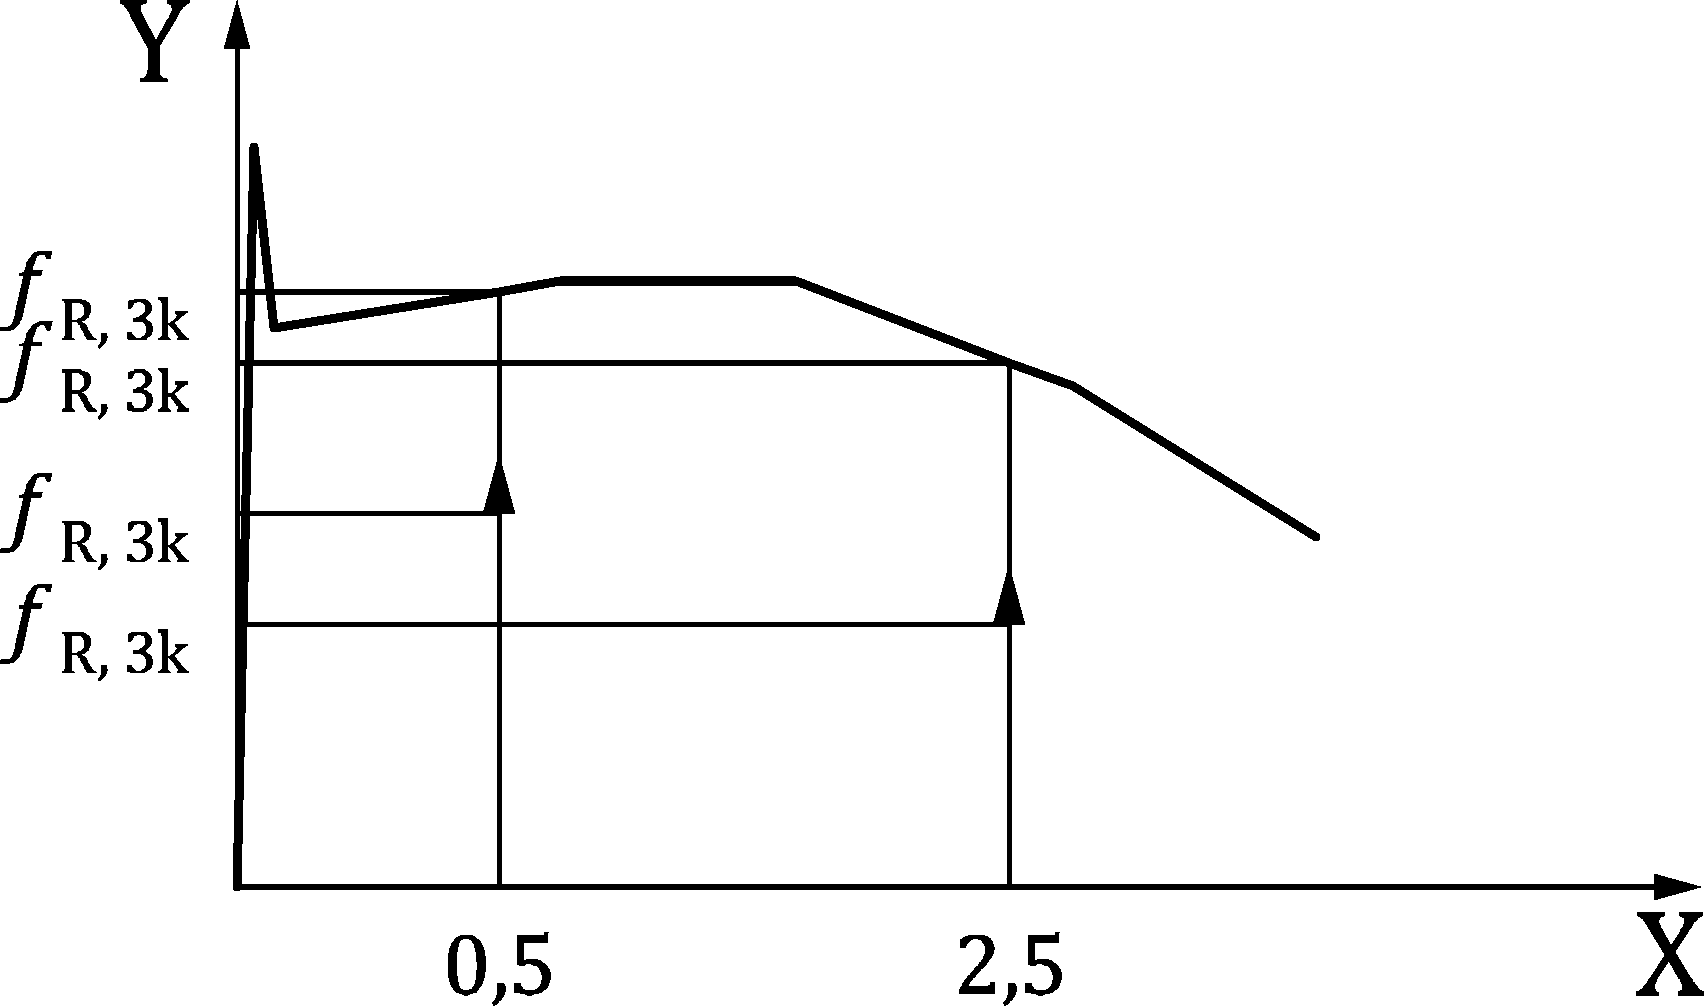 Y
f R, 3k
f R, 3k
f R, 3k
f R, 3k
0,5
2,5
X